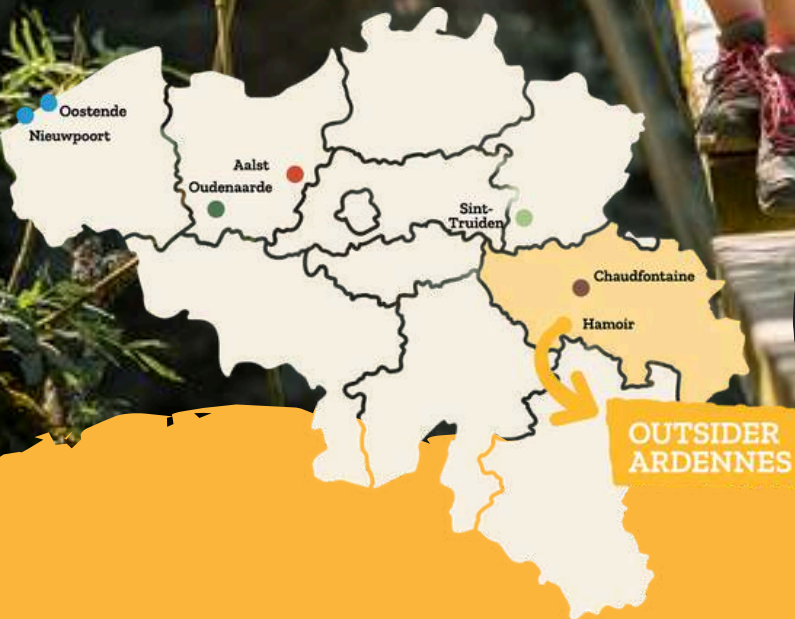 Oostende
Nieuwpoort
Aalst
Oudenaarde
Sint-
Truiden
Chaudfontaine
Hamoir
OUTSIDER
ARDENNES